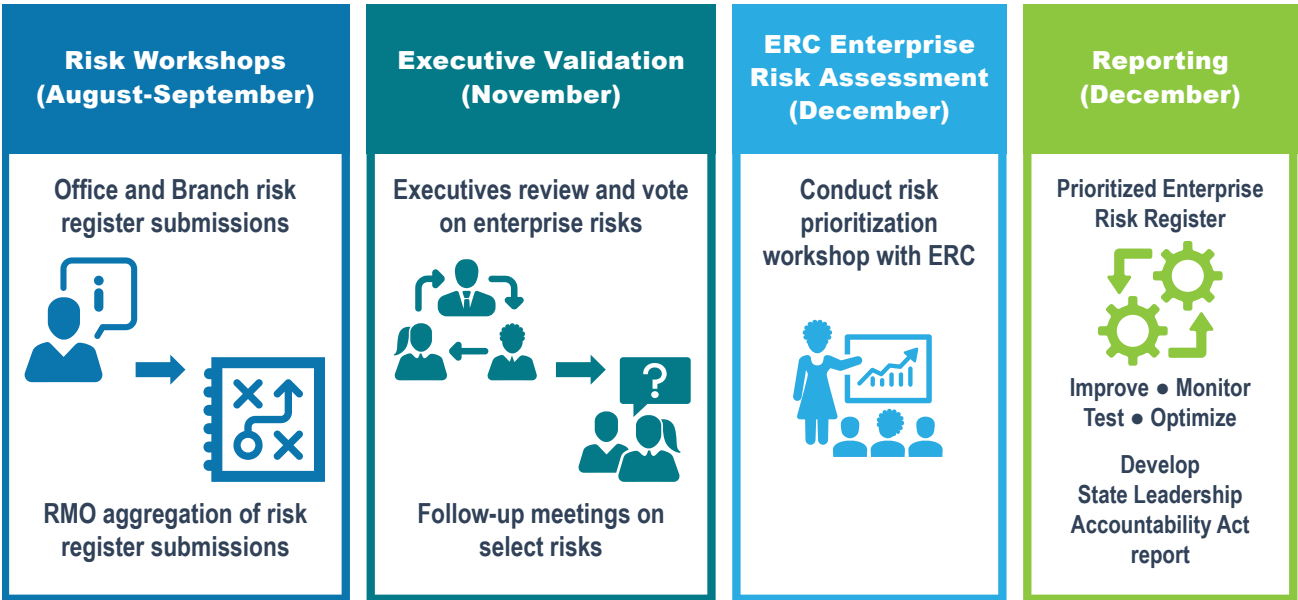 Risk Workshops
(August-September)
Office and Branch risk
register submissions
RMO aggregation of risk
register submissions
Executive Validation
(November)
Executives review and vote
on enterprise risks
?
Follow-up meetings on
select risks
ERC Enterprise
Risk Assessment
(December)
Conduct risk
prioritization
workshop with ERC
Reporting
(December)
Prioritized Enterprise
Risk Register
Improve ● Monitor
Test ● Optimize
Develop
State Leadership
Accountability Act
report